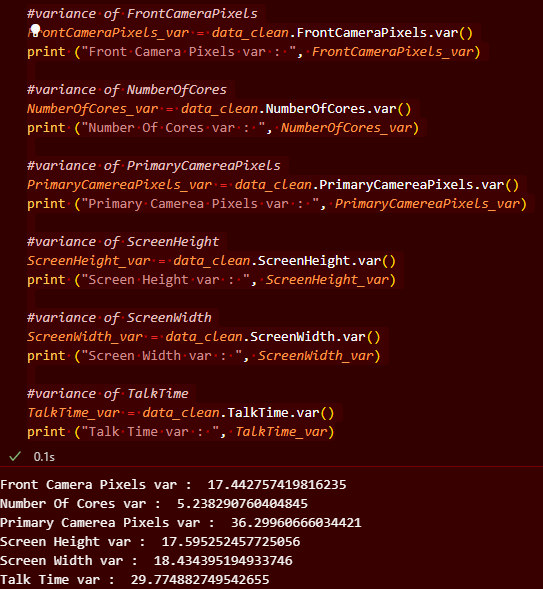 #variance of FrontCameraPixels
FrontCameraPixels_var = data_clean.FrontCameraPixels.var()
print ("Front Camera Pixels var : ", FrontCameraPixels_var)
#variance of NumberOfCores
NumberOfCores_var = data_clean.NumberOfCores.var()
print ("Number Of Cores var : ", NumberOfCores_var)
#variance of PrimaryCamereaPixels
PrimaryCamereaPixels_var = data_clean.PrimaryCamereaPixels.var()
print ("Primary Camerea Pixels var : ", PrimaryCamereaPixels_var)
#variance of ScreenHeight
ScreenHeight_var = data_clean.ScreenHeight.var()
print ("Screen Height var : ", ScreenHeight_var)
#variance of ScreenWidth
ScreenWidth_var = data_clean.ScreenWidth.var()
print ("Screen Width var : ", ScreenWidth_var)
#variance of TalkTime
TalkTime_var = data_clean.TalkTime.var()
print ("Talk Time var : ", TalkTime_var)
0.1s
Front Camera Pixels var :  17.442757419816235
Number Of Cores var :  5.238290760404845
Primary Camerea Pixels var :  36.29960666034421
Screen Height var :  17.595252457725056
Screen Width var :  18.434395194933746
Talk Time var :  29.774882749542655